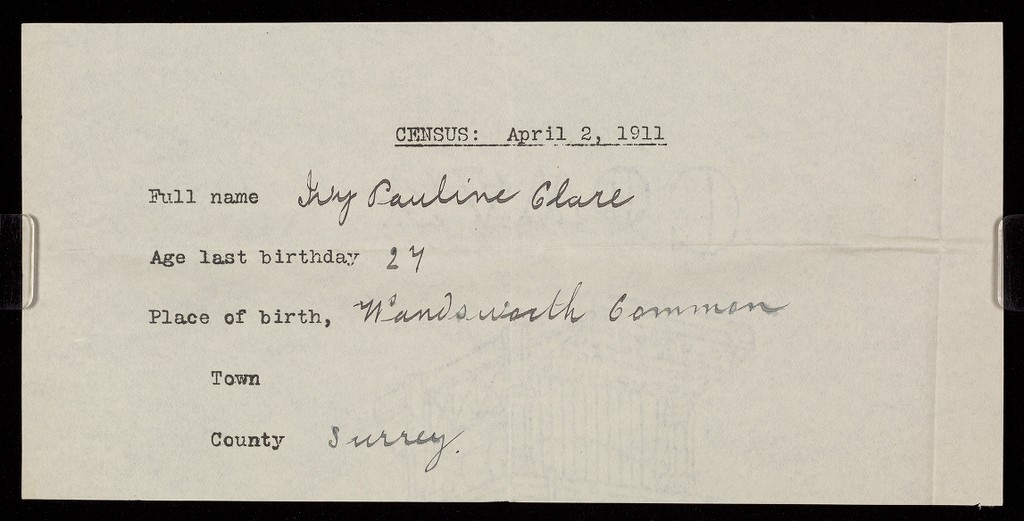 CENSUS: April 2, 1911
Full name Ivy Pauline Clare
Age last birthday 27
Place of birth, Wandsworth Common
Town
County Surrey.